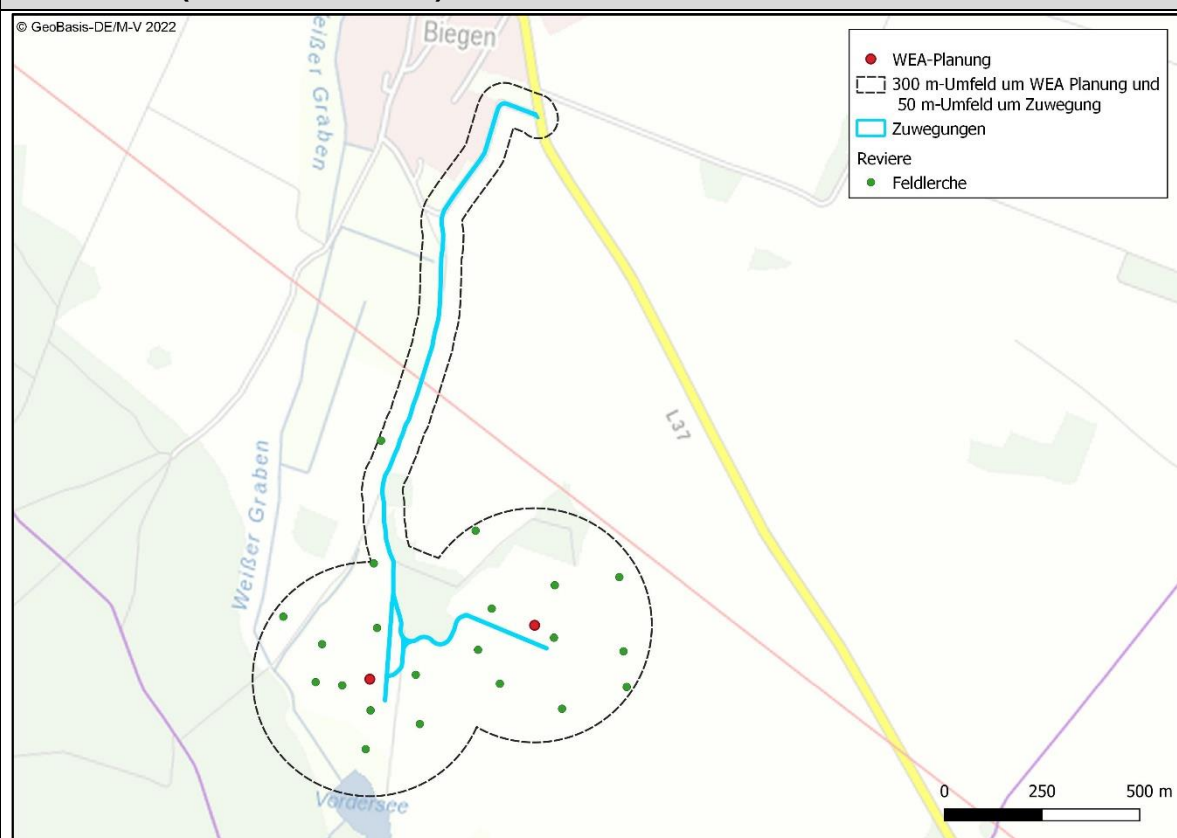 © GeoBasis-DE/M-V 2022
Biegen
Weißer Graben
WEA-Planung
300 m-Umfeld um WEA Planung und
50 m-Umfeld um Zuwegung
Zuwegungen
Reviere
Feldlerche
L37
Weißer Graben
Vordersee
0 250 500 m